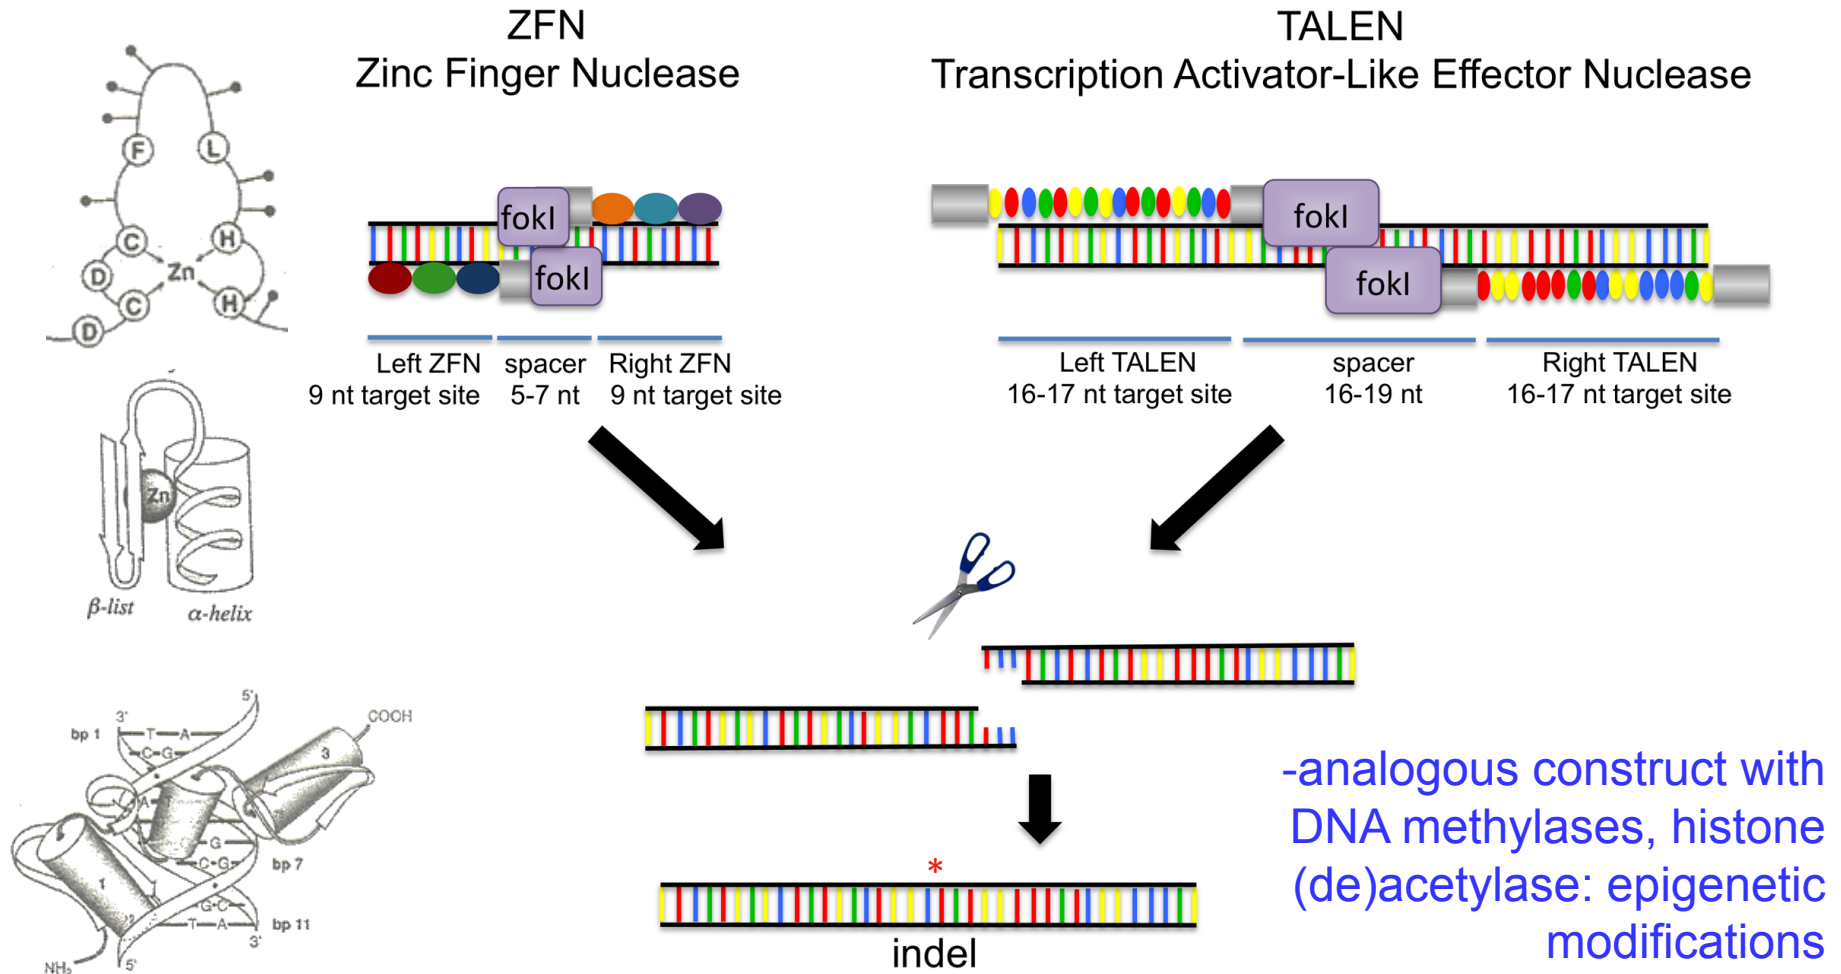 ZFN
Zinc Finger Nuclease
TALEN
Transcription Activator-Like Effector Nuclease
F
L
C
H
D
Zn
C
H
D
fokI
fokI
fokI
fokI
Left ZFN
9 nt target site
spacer
5-7 nt
Right ZFN
9 nt target site
Left TALEN
16-17 nt target site
spacer
16-19 nt
Right TALEN
16-17 nt target site
Zn
β-list
α-helix
5'
3'
COOH
bp 1
T A
C-G
3
A
G
C•G
bp 7
1
2
G•C
T-A
bp 11
3'
NH₂
5'
*
indel
-analogous construct with
DNA methylases, histone
(de)acetylase: epigenetic
modifications